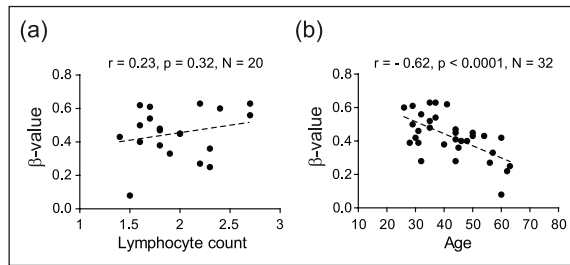 (a)
r = 0.23, p = 0.32, N = 20
0.8
0.6
0.4
0.2
0.0
1
1.5
2
2.5
3
β-value
Lymphocyte count
(b)
r = - 0.62, p < 0.0001, N = 32
0.8
0.6
0.4
0.2
0.0
10
20
30
40
50
60
70
β-value
Age